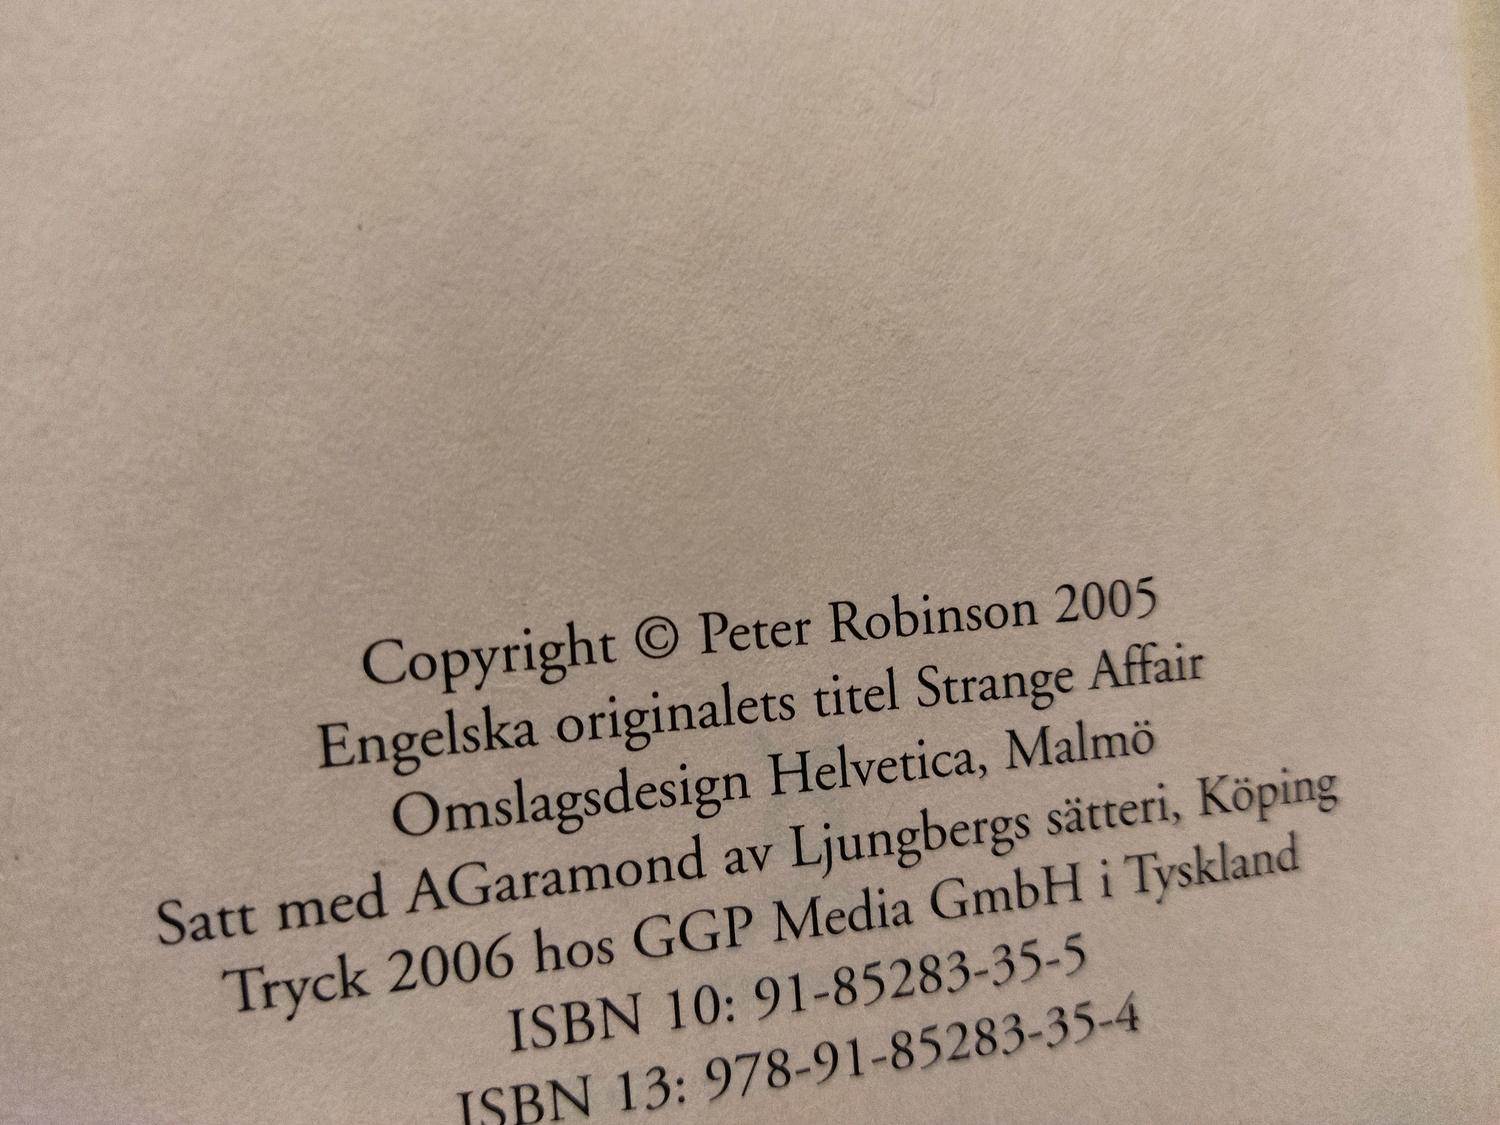 Copyright © Peter Robinson 2005
Engelska originalets titel Strange Affair
Omslagsdesign Helvetica, Malmö
Satt med AGaramond av Ljungbergs sätteri, Köping
Tryck 2006 hos GGP Media GmbH i Tyskland
ISBN 10: 91-85283-35-5
ISBN 13: 978-91-85283-35-4